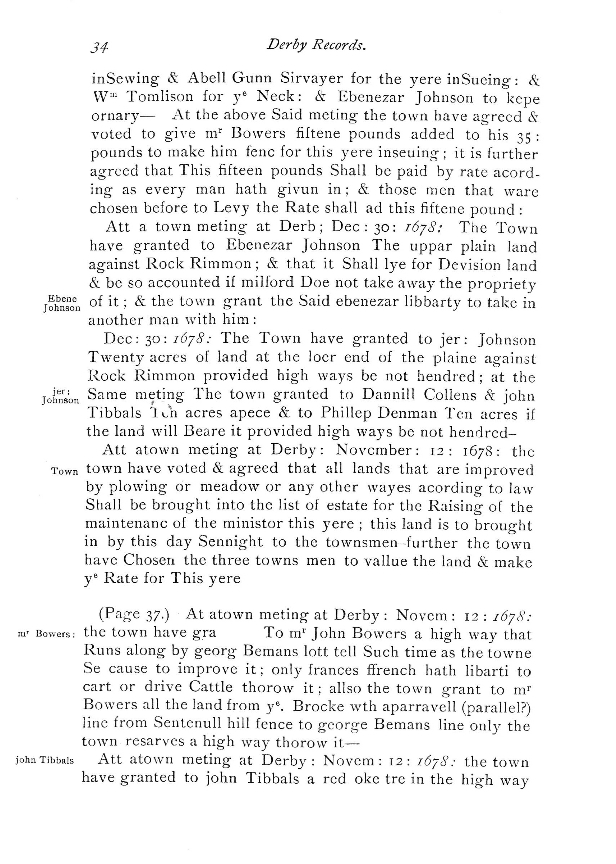 34 Derby Records.
inSewing & Abell Gunn Sirvayer for the yere inSueing: &
Wm Tomlison for ye Neck: & Ebenezar Johnson to kepe
ornary— At the above Said meting the town have agreed &
voted to give mr Bowers fiftene pounds added to his 35:
pounds to make him fenc for this yere inseuing; it is further
agreed that This fifteen pounds Shall be paid by rate acord-
ing as every man hath givun in; & those men that ware
chosen before to Levy the Rate shall ad this fiftene pound:
Att a town meting at Derb; Dec: 30: 1678: The Town
have granted to Ebenezar Johnson The uppar plain land
against Rock Rimmon; & that it Shall lye for Devision land
& be so accounted if milford Doe not take away the propriety
Ebene Johnson
of it; & the town grant the Said ebenezar libbarty to take in
another man with him:
Dec: 30: 1678: The Town have granted to jer: Johnson
Twenty acres of land at the loer end of the plaine against
Rock Rimmon provided high ways be not hendred; at the
jer: Johnson
Same meting The town granted to Dannill Collens & john
Tibbals Ten acres apece & to Phillep Denman Ten acres if
the land will Beare it provided high ways be not hendred–
Att atown meting at Derby: November: 12: 1678: the
Town
town have voted & agreed that all lands that are improved
by plowing or meadow or any other wayes acording to law
Shall be brought into the list of estate for the Raising of the
maintenanc of the ministor this yere; this land is to brought
in by this day Sennight to the townsmen further the town
have Chosen the three towns men to vallue the land & make
ye Rate for This yere
(Page 37.) At atown meting at Derby: Novem: 12: 1678:
mr Bowers:
the town have gra To mr John Bowers a high way that
Runs along by georg Bemans lott tell Such time as the towne
Se cause to improve it; only frances ffrench hath libarti to
cart or drive Cattle thorow it; allso the town grant to mr
Bowers all the land from ye. Brocke wth aparravell (parallel?)
line from Sentenull hill fence to george Bemans line only the
town resarves a high way thorow it—
john Tibbals
Att atown meting at Derby: Novem: 12: 1678: the town
have granted to john Tibbals a red oke tre in the high way